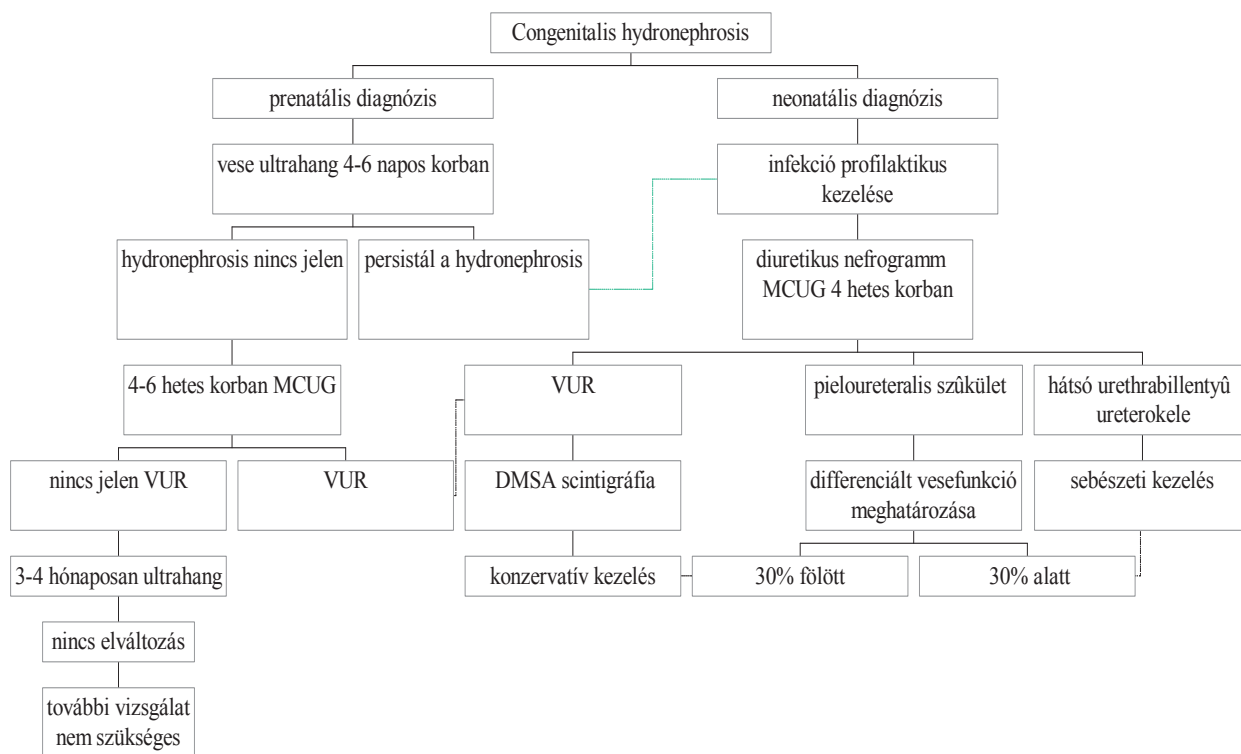 Congenitalis hydronephrosis
prenatális diagnózis
neonatális diagnózis
vese ultrahang 4-6 napos korban
infekció profilaktikus
kezelése
hydronephrosis nincs jelen
persistál a hydronephrosis
diuretikus nefrogramm
MCUG 4 hetes korban
4-6 hetes korban MCUG
VUR
pieloureteralis szûkület
hátsó urethrabillentyû
ureterokele
nincs jelen VUR
VUR
DMSA scintigráfia
differenciált vesefunkció
meghatározása
sebészeti kezelés
3-4 hónaposan ultrahang
konzervatív kezelés
30% fölött
30% alatt
nincs elváltozás
további vizsgálat
nem szükséges